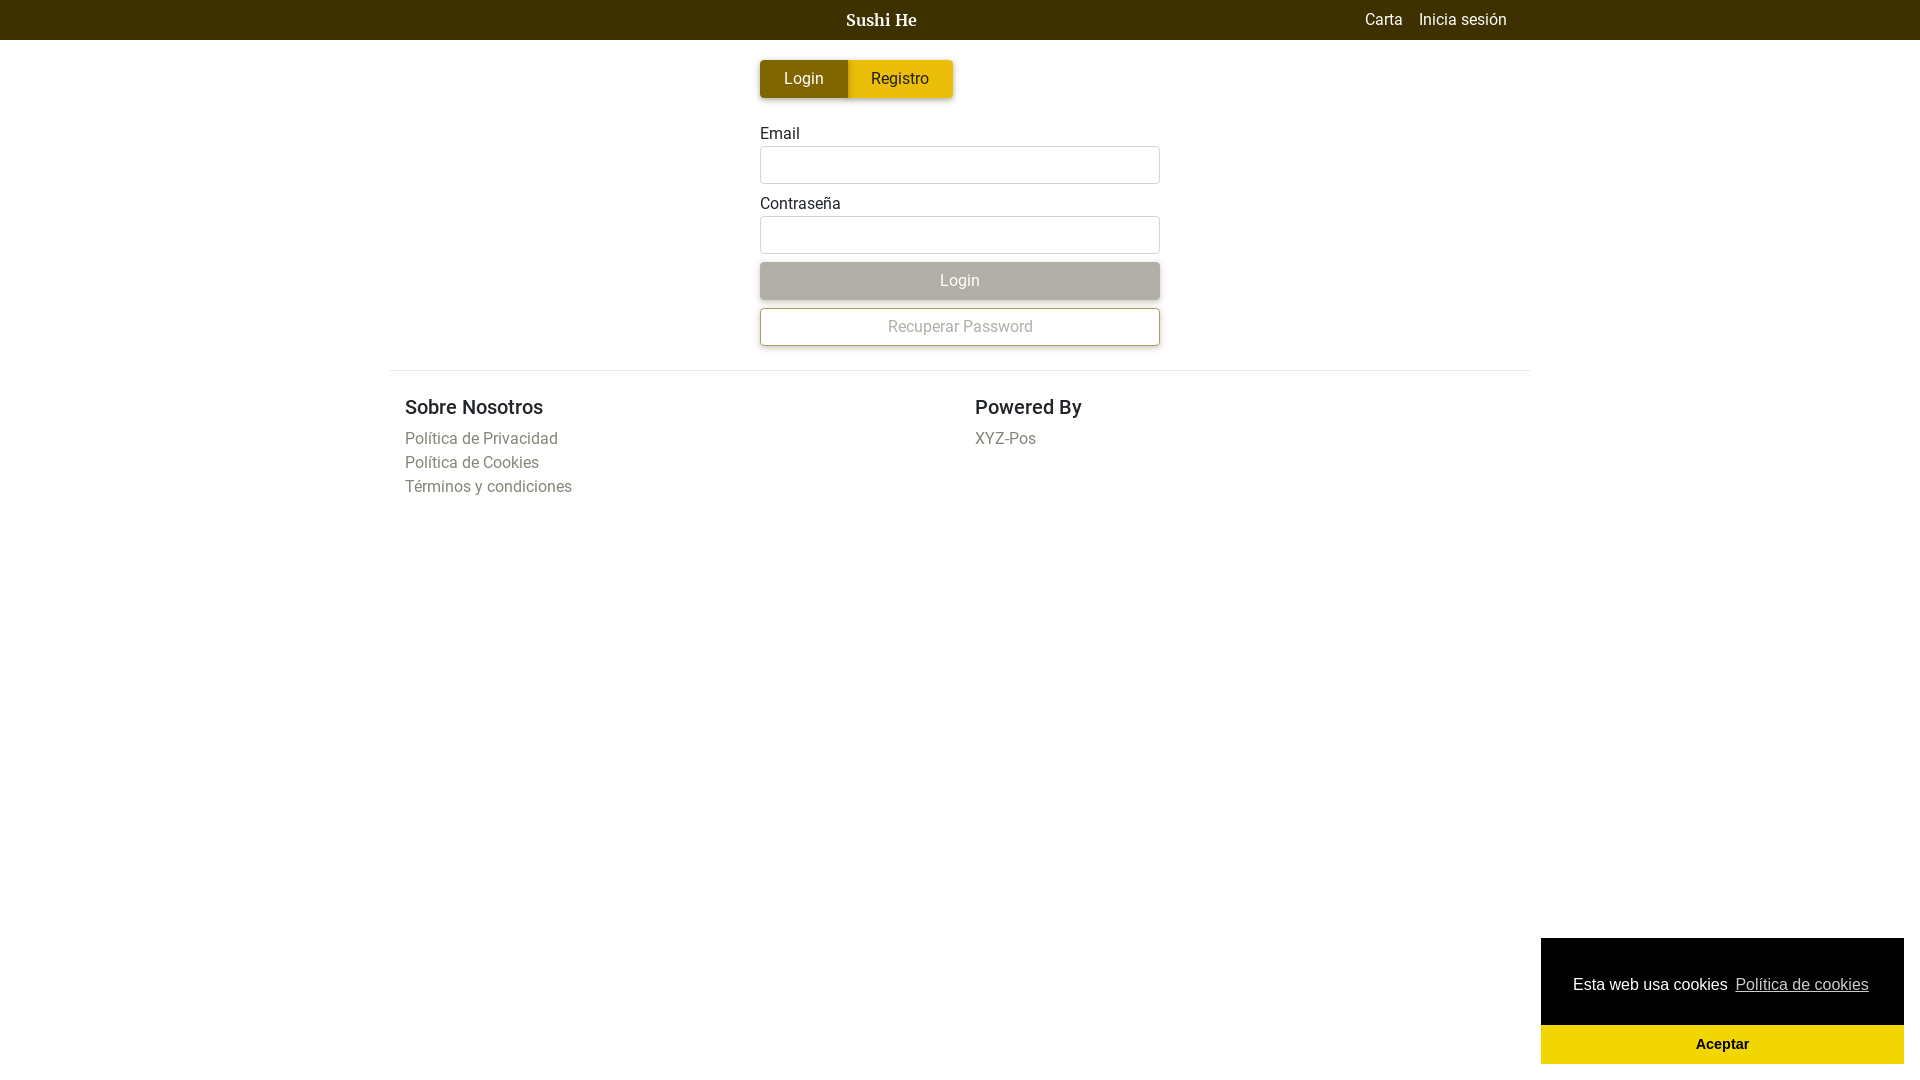 Sushi He
Carta Inicia sesión
Login Registro
Email
Contraseña
Login
Recuperar Password
Sobre Nosotros
Política de Privacidad
Política de Cookies
Términos y condiciones
Powered By
XYZ-Pos
Esta web usa cookies Política de cookies
Aceptar